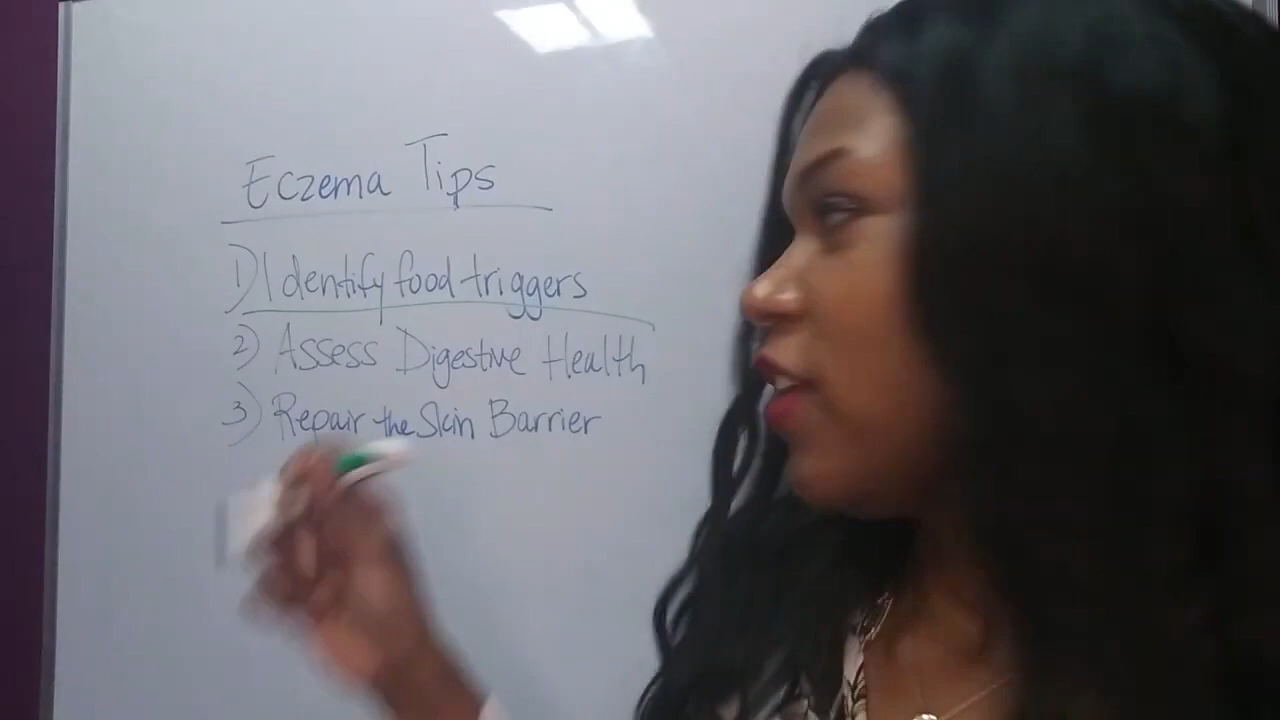 Eczema Tips
1) Identify food triggers
2) Assess Digestive Health
3) Repair the Skin Barrier